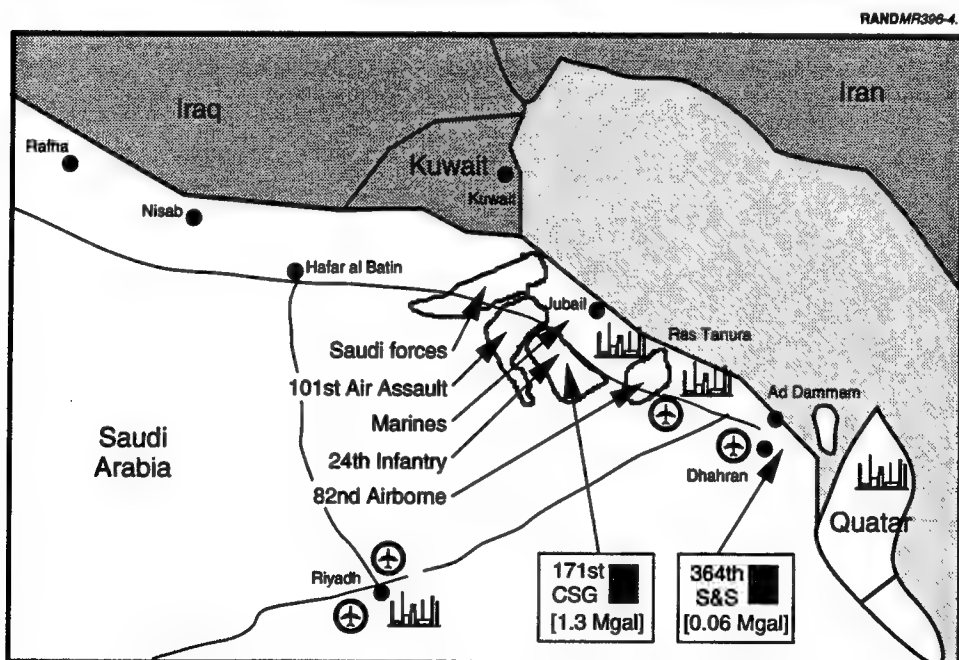 RANDMR396-4.
Iraq
Iran
Rafha
Kuwait
Kuwait
Nisab
Hafar al Batin
Jubail
Ras Tanura
Saudi forces
101st Air Assault
Marines
24th Infantry
82nd Airborne
Ad Dammam
Dhahran
Saudi
Arabia
Quatar
Riyadh
171st
CSG
[1.3 Mgal]
364th
S&S
[0.06 Mgal]